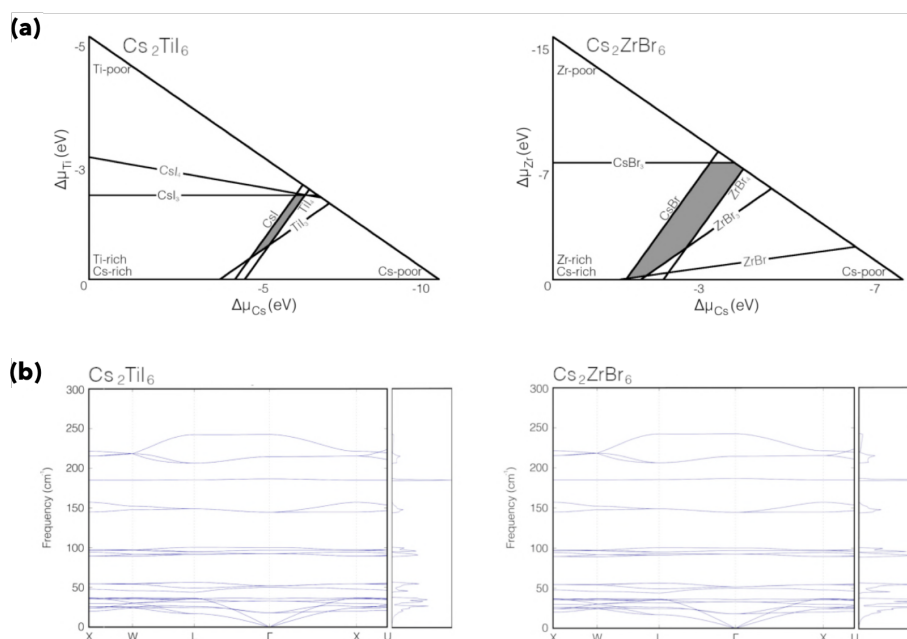 (a)
Cs₂TiI₆
-5
Ti-poor
Δμ_Ti (eV)
-3
CsI₄
CsI₃
CsI
TiI₄
TiI₃
Ti-rich
Cs-rich
Cs-poor
0
-5
-10
Δμ_Cs (eV)
Cs₂ZrBr₆
-15
Zr-poor
Δμ_Zr (eV)
-7
CsBr₃
CsBr
ZrBr₄
ZrBr₃
ZrBr
Zr-rich
Cs-rich
Cs-poor
0
-3
-7
Δμ_Cs (eV)
(b)
Cs₂TiI₆
300
250
200
150
100
50
0
Frequency (cm⁻¹)
X W L Γ X U
Cs₂ZrBr₆
300
250
200
150
100
50
0
Frequency (cm⁻¹)
X W L Γ X U